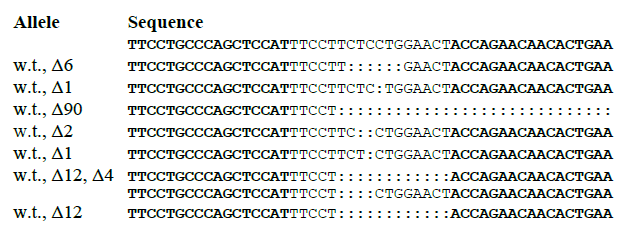 Allele Sequence
TTCCTGCCCAGCTCCATTTCCTTCTCCTGGAACTACCAGAACAACACTGAA
w.t., Δ6 TTCCTGCCCAGCTCCATTTCCTT::::::GAACTACCAGAACAACACTGAA
w.t., Δ1 TTCCTGCCCAGCTCCATTTCCTTCTC:TGGAACTACCAGAACAACACTGAA
w.t., Δ90 TTCCTGCCCAGCTCCATTTCCT:::::::::::::::::::::::::::::
w.t., Δ2 TTCCTGCCCAGCTCCATTTCCTTC::CTGGAACTACCAGAACAACACTGAA
w.t., Δ1 TTCCTGCCCAGCTCCATTTCCTTCT:CTGGAACTACCAGAACAACACTGAA
w.t., Δ12, Δ4 TTCCTGCCCAGCTCCATTTCCT::::::::::::ACCAGAACAACACTGAA
TTCCTGCCCAGCTCCATTTCCT::::CTGGAACTACCAGAACAACACTGAA
w.t., Δ12 TTCCTGCCCAGCTCCATTTCCT::::::::::::ACCAGAACAACACTGAA